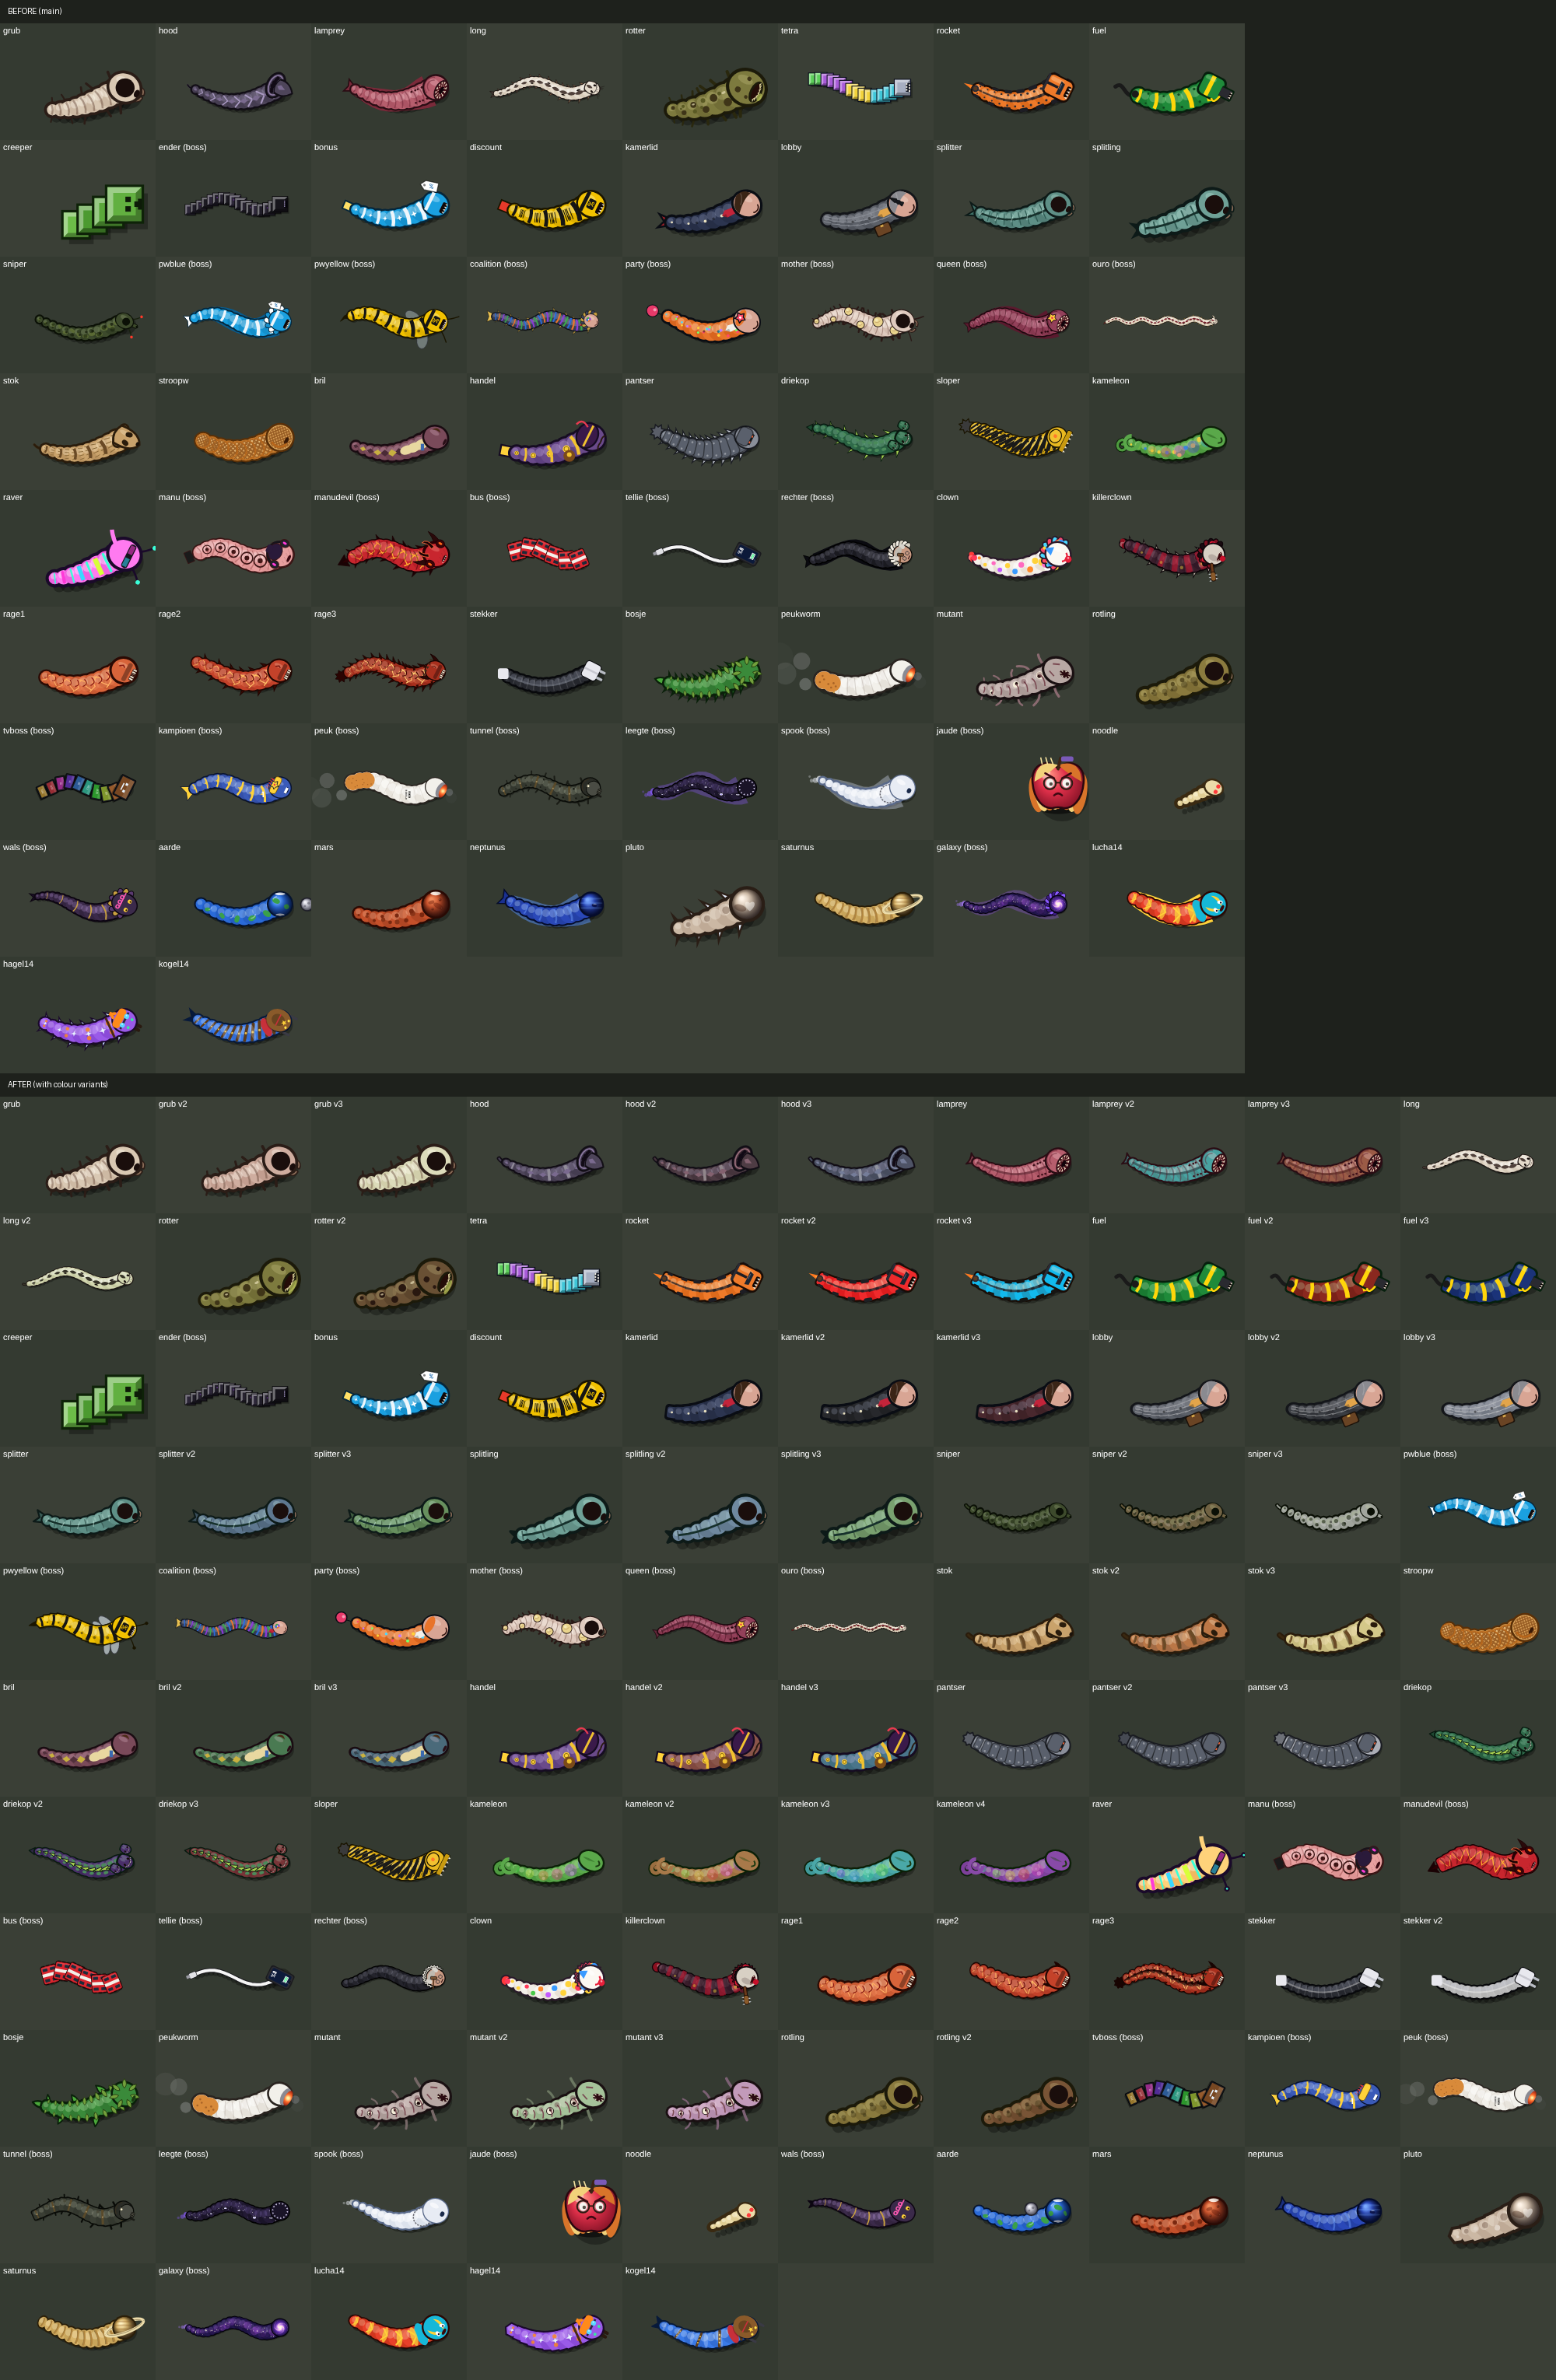 BEFORE (main)
grub hood lamprey long rotter tetra rocket fuel
creeper ender (boss) bonus discount kamerlid lobby splitter splitling
sniper pwblue (boss) pwyellow (boss) coalition (boss) party (boss) mother (boss) queen (boss) ouro (boss)
stok stroopw bril handel pantser driekop sloper kameleon
raver manu (boss) manudevil (boss) bus (boss) tellie (boss) rechter (boss) clown killerclown
rage1 rage2 rage3 stekker bosje peukworm mutant rotling
tvboss (boss) kampioen (boss) peuk (boss) tunnel (boss) leegte (boss) spook (boss) jaude (boss) noodle
wals (boss) aarde mars neptunus pluto saturnus galaxy (boss) lucha14
hagel14 kogel14
AFTER (with colour variants)
grub grub v2 grub v3 hood hood v2 hood v3 lamprey lamprey v2 lamprey v3 long
long v2 rotter rotter v2 tetra rocket rocket v2 rocket v3 fuel fuel v2 fuel v3
creeper ender (boss) bonus discount kamerlid kamerlid v2 kamerlid v3 lobby lobby v2 lobby v3
splitter splitter v2 splitter v3 splitling splitling v2 splitling v3 sniper sniper v2 sniper v3 pwblue (boss)
pwyellow (boss) coalition (boss) party (boss) mother (boss) queen (boss) ouro (boss) stok stok v2 stok v3 stroopw
bril bril v2 bril v3 handel handel v2 handel v3 pantser pantser v2 pantser v3 driekop
driekop v2 driekop v3 sloper kameleon kameleon v2 kameleon v3 kameleon v4 raver manu (boss) manudevil (boss)
bus (boss) tellie (boss) rechter (boss) clown killerclown rage1 rage2 rage3 stekker stekker v2
bosje peukworm mutant mutant v2 mutant v3 rotling rotling v2 tvboss (boss) kampioen (boss) peuk (boss)
tunnel (boss) leegte (boss) spook (boss) jaude (boss) noodle wals (boss) aarde mars neptunus pluto
saturnus galaxy (boss) lucha14 hagel14 kogel14